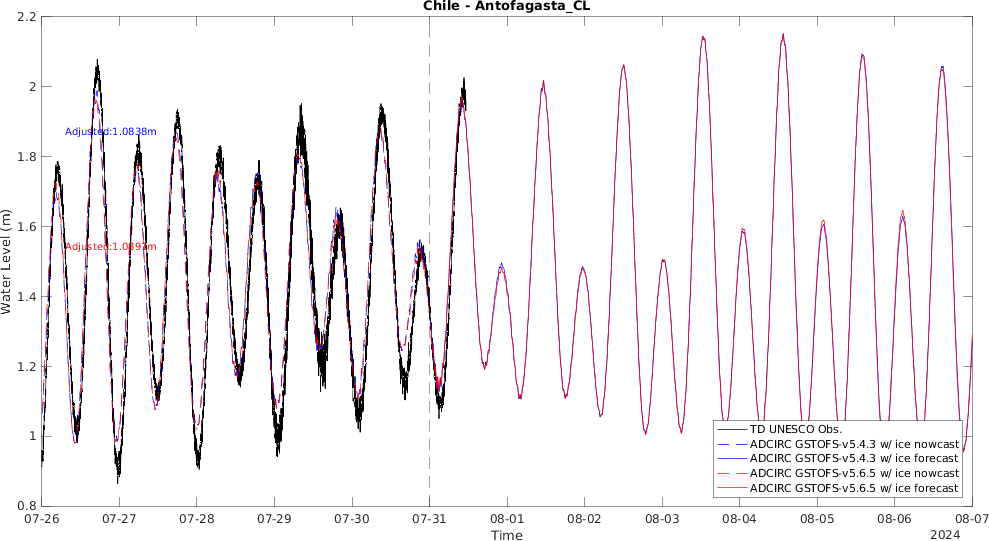 Chile - Antofagasta_CL
2.2
2
1.8
1.6
1.4
1.2
1
0.8
Water Level (m)
Adjusted:1.0838m
Adjusted:1.0897m
TD UNESCO Obs.
ADCIRC GSTOFS-v5.4.3 w/ ice nowcast
ADCIRC GSTOFS-v5.4.3 w/ ice forecast
ADCIRC GSTOFS-v5.6.5 w/ ice nowcast
ADCIRC GSTOFS-v5.6.5 w/ ice forecast
07-26 07-27 07-28 07-29 07-30 07-31 08-01 08-02 08-03 08-04 08-05 08-06 08-07
Time
2024